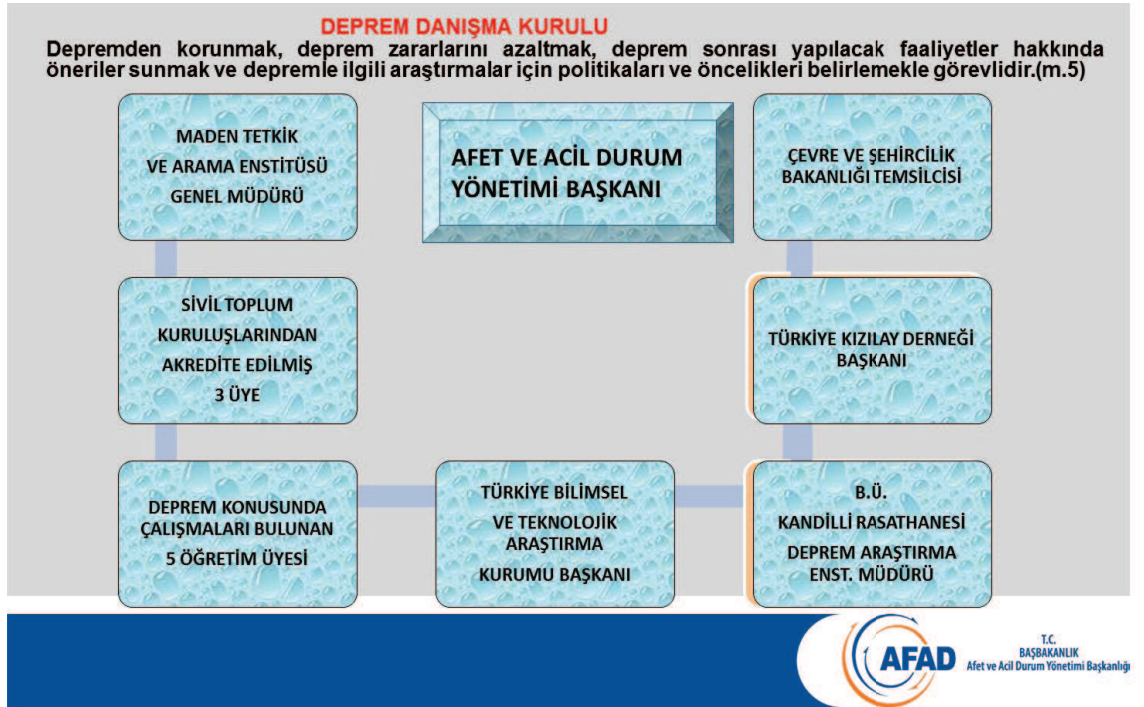 DEPREM DANIŞMA KURULU
Depremden korunmak, deprem zararlarını azaltmak, deprem sonrası yapılacak faaliyetler hakkında
öneriler sunmak ve depremle ilgili araştırmalar için politikaları ve öncelikleri belirlemekle görevlidir.(m.5)
MADEN TETKİK
VE ARAMA ENSTİTÜSÜ
GENEL MÜDÜRÜ
AFET VE ACİL DURUM
YÖNETİMİ BAŞKANI
ÇEVRE VE ŞEHİRCİLİK
BAKANLIĞI TEMSİLCİSİ
SİVİL TOPLUM
KURULUŞLARINDAN
AKREDİTE EDİLMİŞ
3 ÜYE
TÜRKİYE KIZILAY DERNEĞİ
BAŞKANI
DEPREM KONUSUNDA
ÇALIŞMALARI BULUNAN
5 ÖĞRETİM ÜYESİ
TÜRKİYE BİLİMSEL
VE TEKNOLOJİK
ARAŞTIRMA
KURUMU BAŞKANI
B.Ü.
KANDİLLİ RASATHANESİ
DEPREM ARAŞTIRMA
ENST. MÜDÜRÜ
AFAD
T.C.
BAŞBAKANLIK
Afet ve Acil Durum Yönetimi Başkanlığı